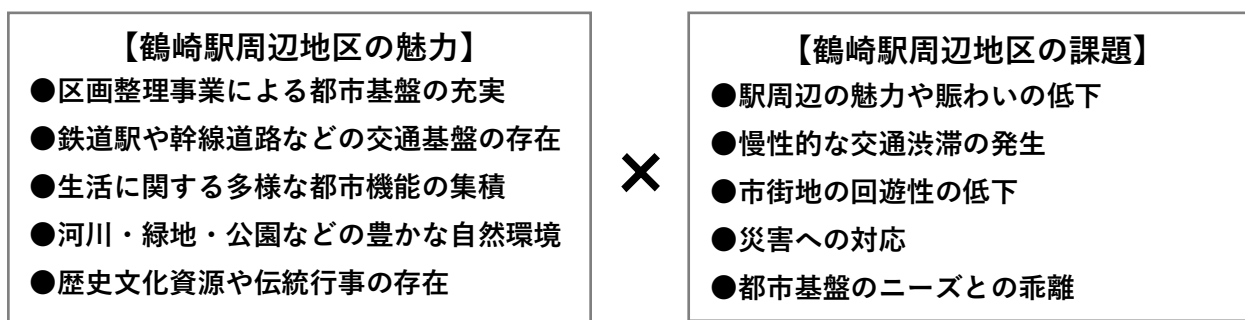 【鶴崎駅周辺地区の魅力】
●区画整理事業による都市基盤の充実
●鉄道駅や幹線道路などの交通基盤の存在
●生活に関する多様な都市機能の集積
●河川・緑地・公園などの豊かな自然環境
●歴史文化資源や伝統行事の存在
×
【鶴崎駅周辺地区の課題】
●駅周辺の魅力や賑わいの低下
●慢性的な交通渋滞の発生
●市街地の回遊性の低下
●災害への対応
●都市基盤のニーズとの乖離